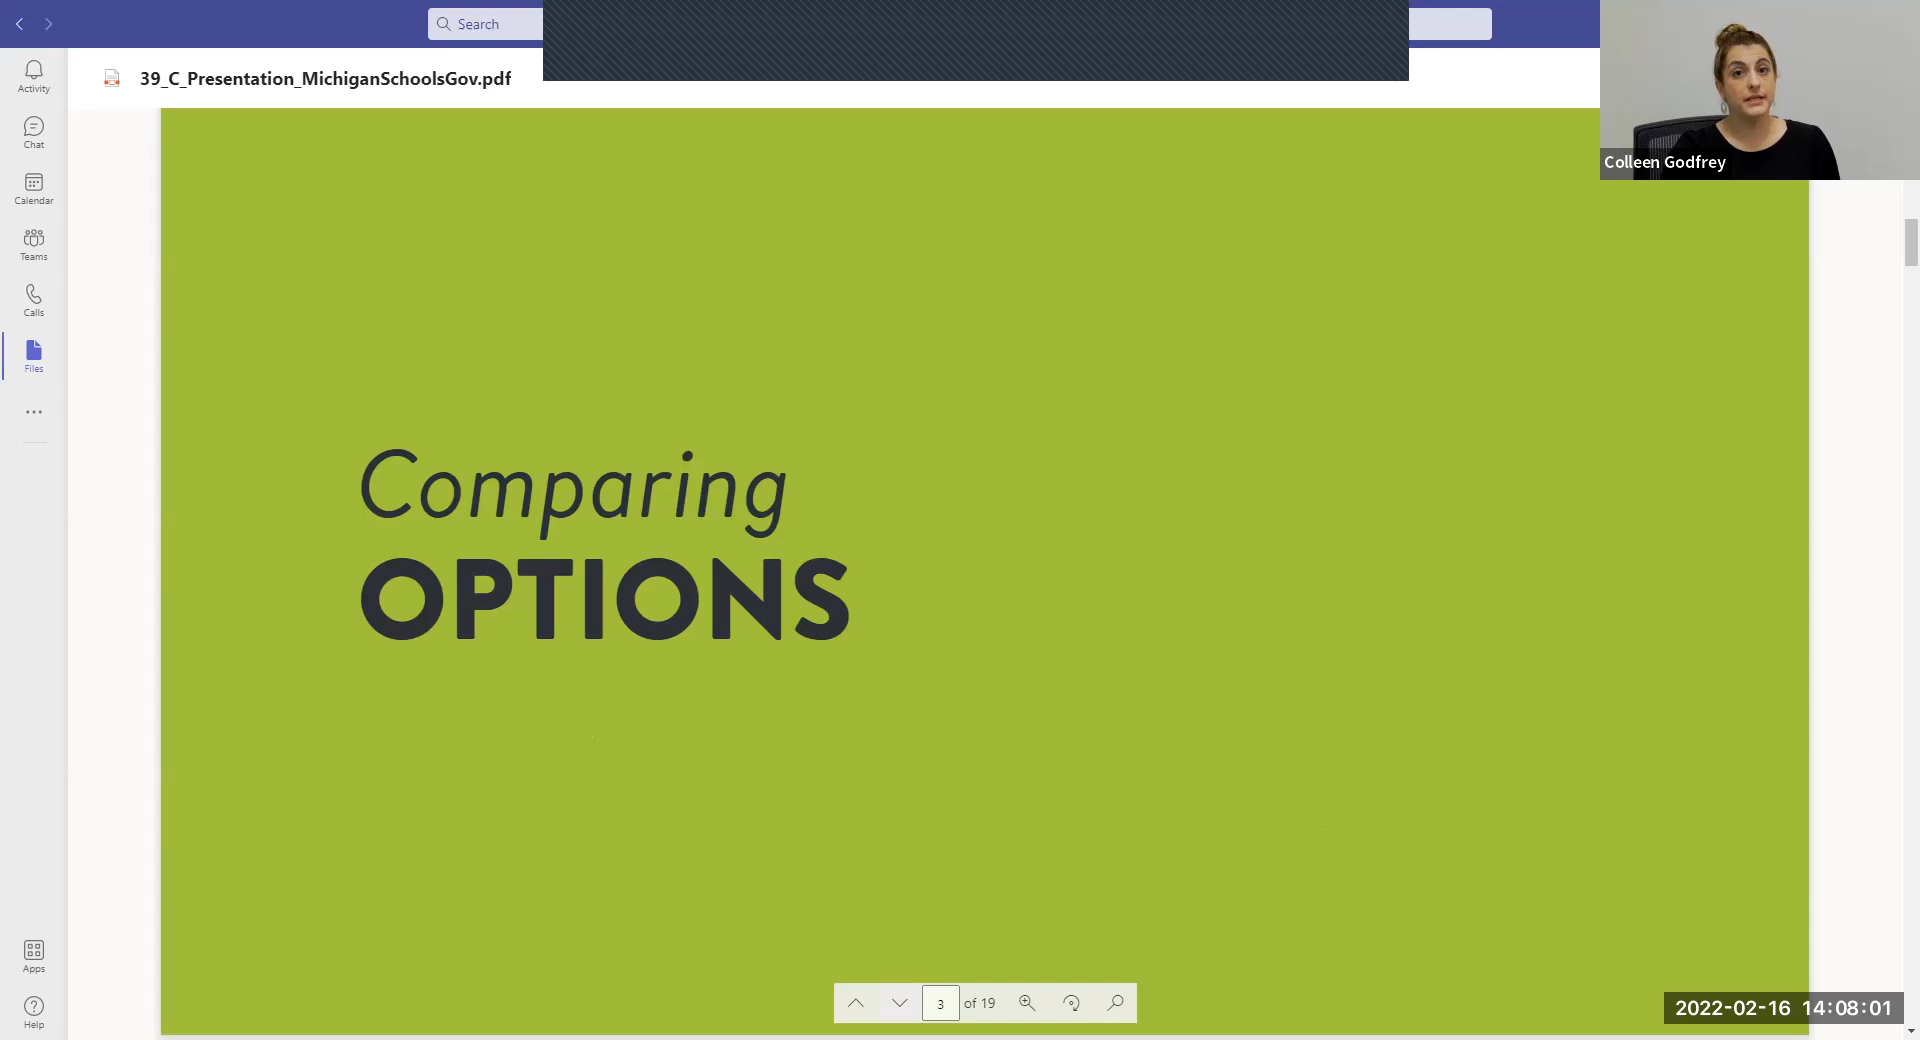 Search
39_C_Presentation_MichiganSchoolsGov.pdf
Activity
Chat
Calendar
Teams
Calls
Files
Apps
Help
Colleen Godfrey
Comparing
OPTIONS
3 of 19
2022-02-16 14:08:01